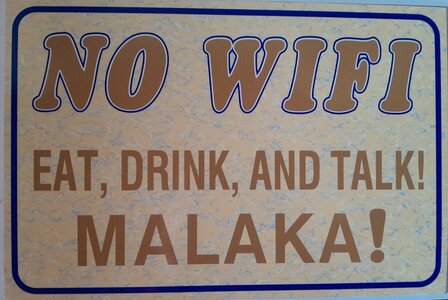 NO WIFI
EAT, DRINK, AND TALK!
MALAKA!